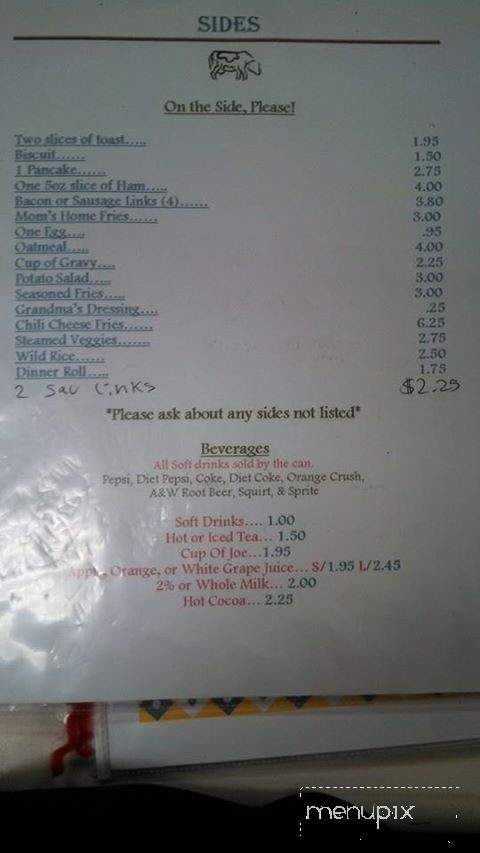 SIDES
On the Side, Please!
Two slices of toast..... 1.95
Biscuit...... 1.50
1 Pancake...... 2.75
One 5oz slice of Ham..... 4.00
Bacon or Sausage Links (4)...... 3.80
Mom's Home Fries...... 3.00
One Egg.... .95
Oatmeal..... 4.00
Cup of Gravy.... 2.25
Potato Salad..... 3.00
Seasoned Fries..... 3.00
Grandma's Dressing.... .25
Chili Cheese Fries...... 6.25
Steamed Veggies....... 2.75
Wild Rice...... 2.50
Dinner Roll..... 1.75
2 Sau Links $2.25
*Please ask about any sides not listed*
Beverages
All Soft drinks sold by the can.
Pepsi, Diet Pepsi, Coke, Diet Coke, Orange Crush,
A&W Root Beer, Squirt, & Sprite
Soft Drinks.... 1.00
Hot or Iced Tea... 1.50
Cup Of Joe...1.95
Apple, Orange, or White Grape Juice... S/1.95 L/2.45
2% or Whole Milk... 2.00
Hot Cocoa... 2.25
menupix